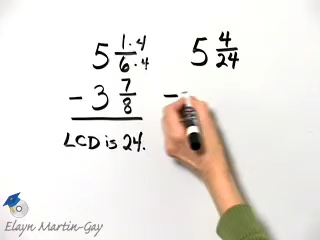 5 1·4/6·4 5 4/24
- 3 7/8 -
LCD is 24.
Elayn Martin-Gay